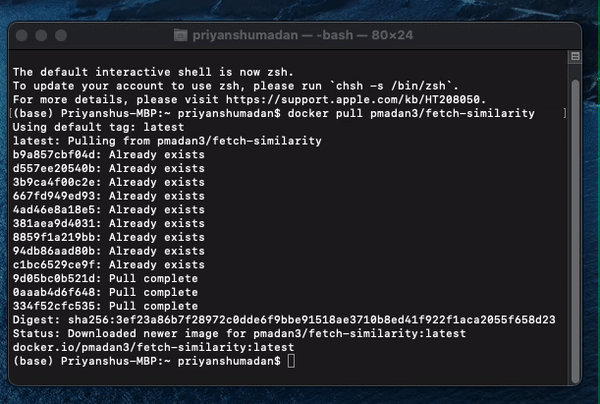 priyanshumadan — -bash — 80×24
The default interactive shell is now zsh.
To update your account to use zsh, please run `chsh -s /bin/zsh`.
For more details, please visit https://support.apple.com/kb/HT208050.
[(base) Priyanshus-MBP:~ priyanshumadan$ docker pull pmadan3/fetch-similarity ]
Using default tag: latest
latest: Pulling from pmadan3/fetch-similarity
b9a857cbf04d: Already exists
d557ee20540b: Already exists
3b9ca4f00c2e: Already exists
667fd949ed93: Already exists
4ad46e8a18e5: Already exists
381aea9d4031: Already exists
8859f1a219bb: Already exists
94db86aad80b: Already exists
c1bc6529ce9f: Already exists
9d05bc0b521d: Pull complete
0aaab4d6f648: Pull complete
334f52cfc535: Pull complete
Digest: sha256:3ef23a86b7f28972c0dde6f9bbe91518ae3710b8ed41f922f1aca2055f658d23
Status: Downloaded newer image for pmadan3/fetch-similarity:latest
docker.io/pmadan3/fetch-similarity:latest
(base) Priyanshus-MBP:~ priyanshumadan$